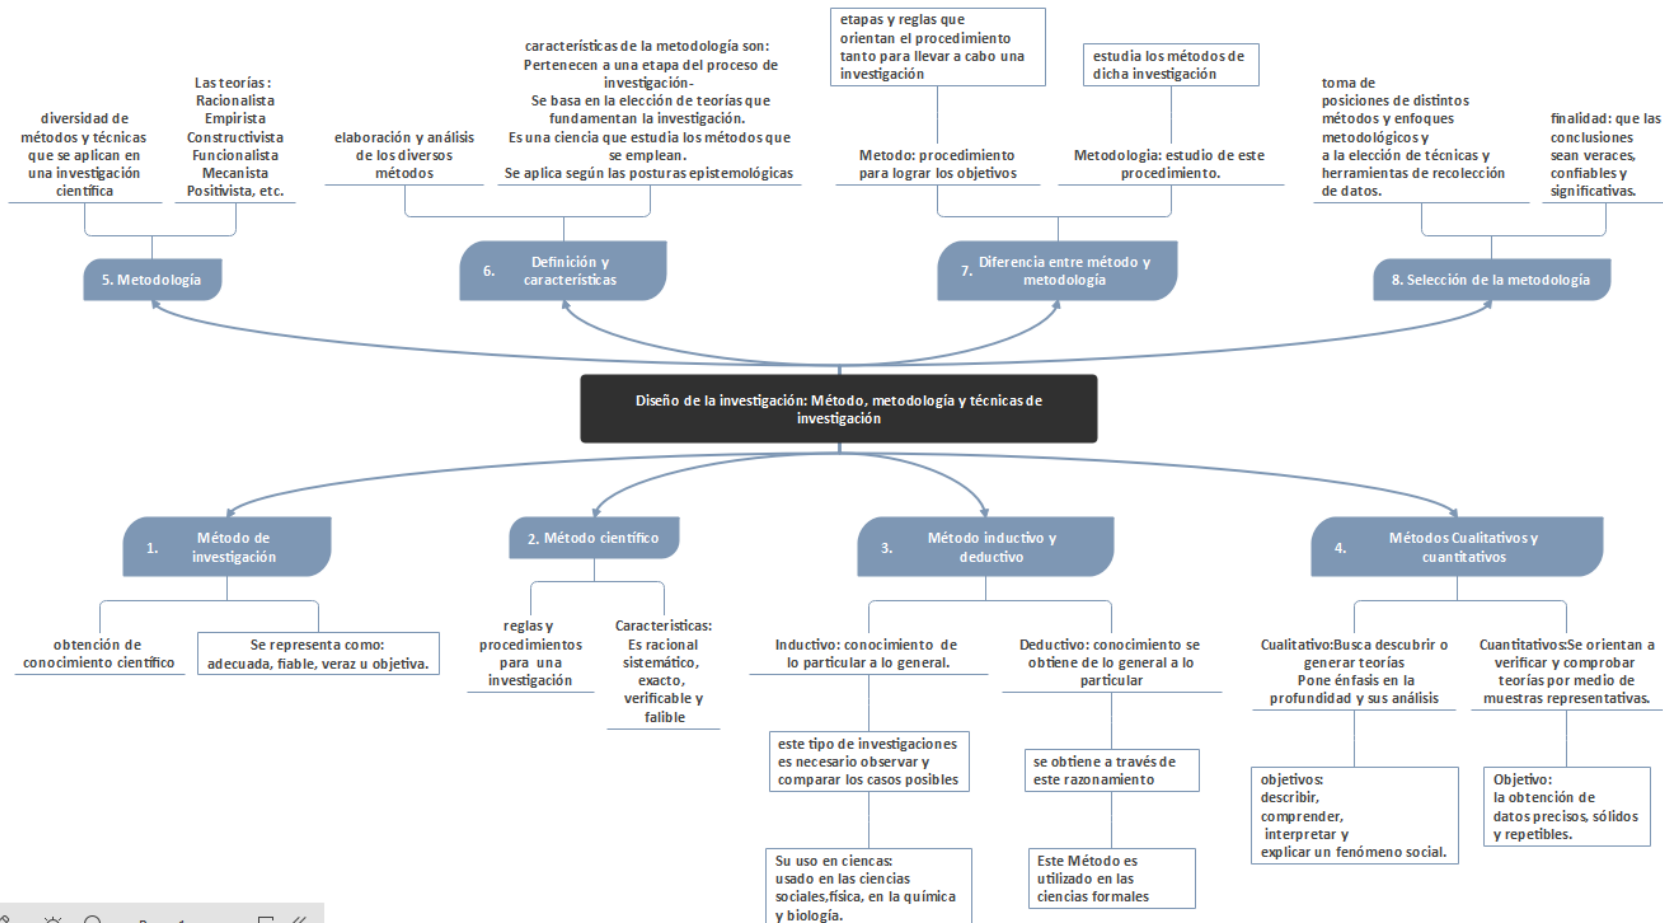 diversidad de
métodos y técnicas
que se aplican en
una investigación
científica
Las teorías :
Racionalista
Empirista
Constructivista
Funcionalista
Mecanista
Positivista, etc.
5. Metodología
elaboración y análisis
de los diversos
métodos
características de la metodología son:
Pertenecen a una etapa del proceso de
investigación-
Se basa en la elección de teorías que
fundamentan la investigación.
Es una ciencia que estudia los métodos que
se emplean.
Se aplica según las posturas epistemológicas
6. Definición y
características
etapas y reglas que
orientan el procedimiento
tanto para llevar a cabo una
investigación
Metodo: procedimiento
para lograr los objetivos
estudia los métodos de
dicha investigación
Metodologia: estudio de este
procedimiento.
7. Diferencia entre método y
metodología
toma de
posiciones de distintos
métodos y enfoques
metodológicos y
a la elección de técnicas y
herramientas de recolección
de datos.
finalidad: que las
conclusiones
sean veraces,
confiables y
significativas.
8. Selección de la metodología
Diseño de la investigación: Método, metodología y técnicas de
investigación
1. Método de
investigación
obtención de
conocimiento científico
Se representa como:
adecuada, fiable, veraz u objetiva.
2. Método científico
reglas y
procedimientos
para una
investigación
Caracteristicas:
Es racional
sistemático,
exacto,
verificable y
falible
3. Método inductivo y
deductivo
Inductivo: conocimiento de
lo particular a lo general.
este tipo de investigaciones
es necesario observar y
comparar los casos posibles
Su uso en ciencas:
usado en las ciencias
sociales,física, en la química
y biología.
Deductivo: conocimiento se
obtiene de lo general a lo
particular
se obtiene a través de
este razonamiento
Este Método es
utilizado en las
ciencias formales
4. Métodos Cualitativos y
cuantitativos
Cualitativo:Busca descubrir o
generar teorías
Pone énfasis en la
profundidad y sus análisis
objetivos:
describir,
comprender,
interpretar y
explicar un fenómeno social.
Cuantitativos:Se orientan a
verificar y comprobar
teorías por medio de
muestras representativas.
Objetivo:
la obtención de
datos precisos, sólidos
y repetibles.